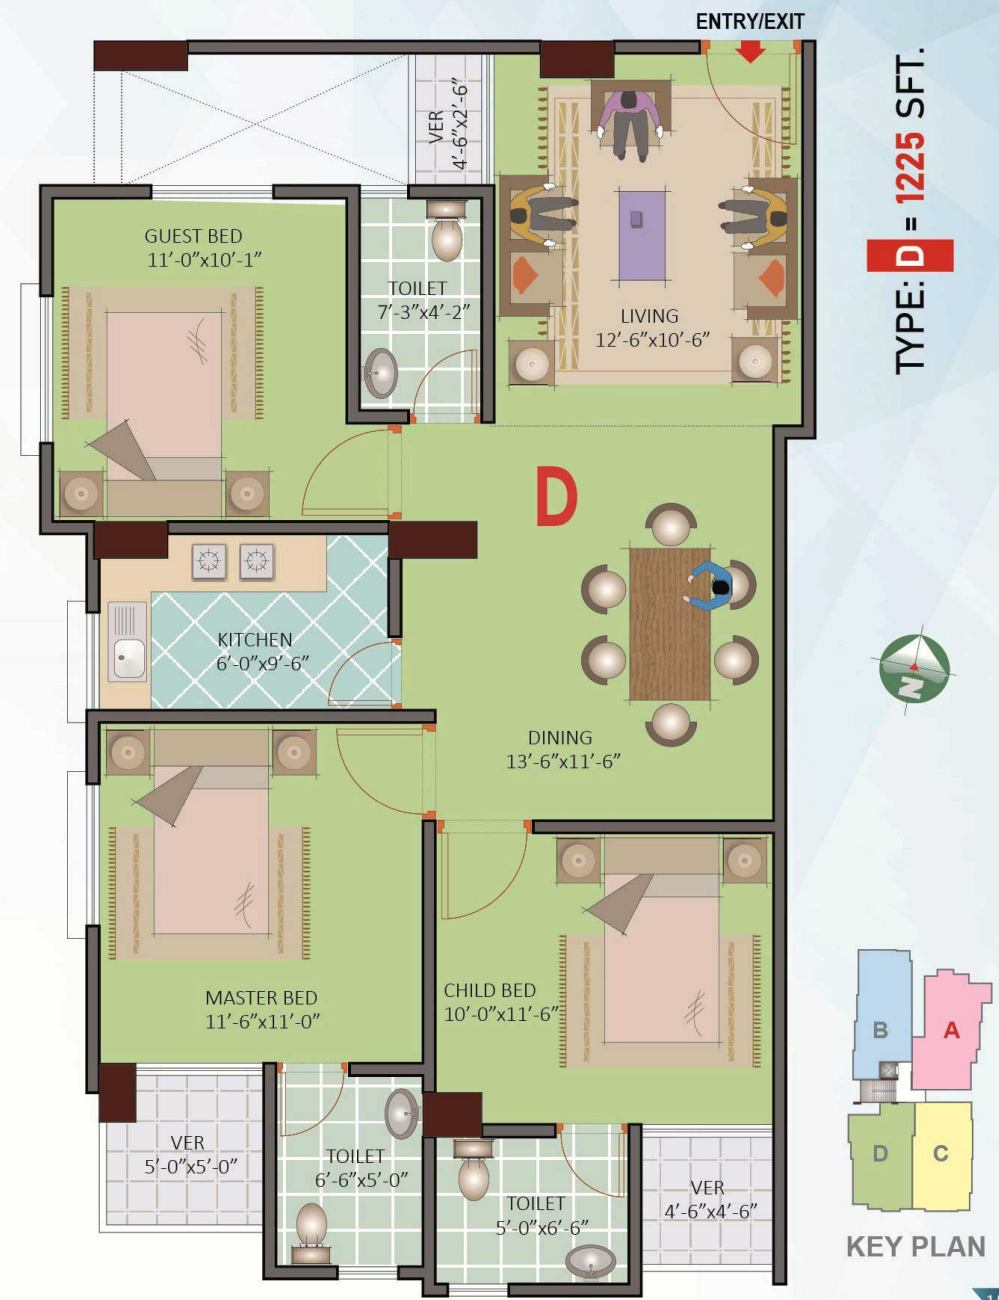 ENTRY/EXIT
VER
4'-6"x2'-6"
TYPE: D = 1225 SFT.
GUEST BED
11'-0"x10'-1"
TOILET
7'-3"x4'-2"
LIVING
12'-6"x10'-6"
D
KITCHEN
6'-0"x9'-6"
N
DINING
13'-6"x11'-6"
MASTER BED
11'-6"x11'-0"
CHILD BED
10'-0"x11'-6"
B
A
VER
5'-0"x5'-0"
TOILET
6'-6"x5'-0"
TOILET
5'-0"x6'-6"
VER
4'-6"x4'-6"
D
C
KEY PLAN